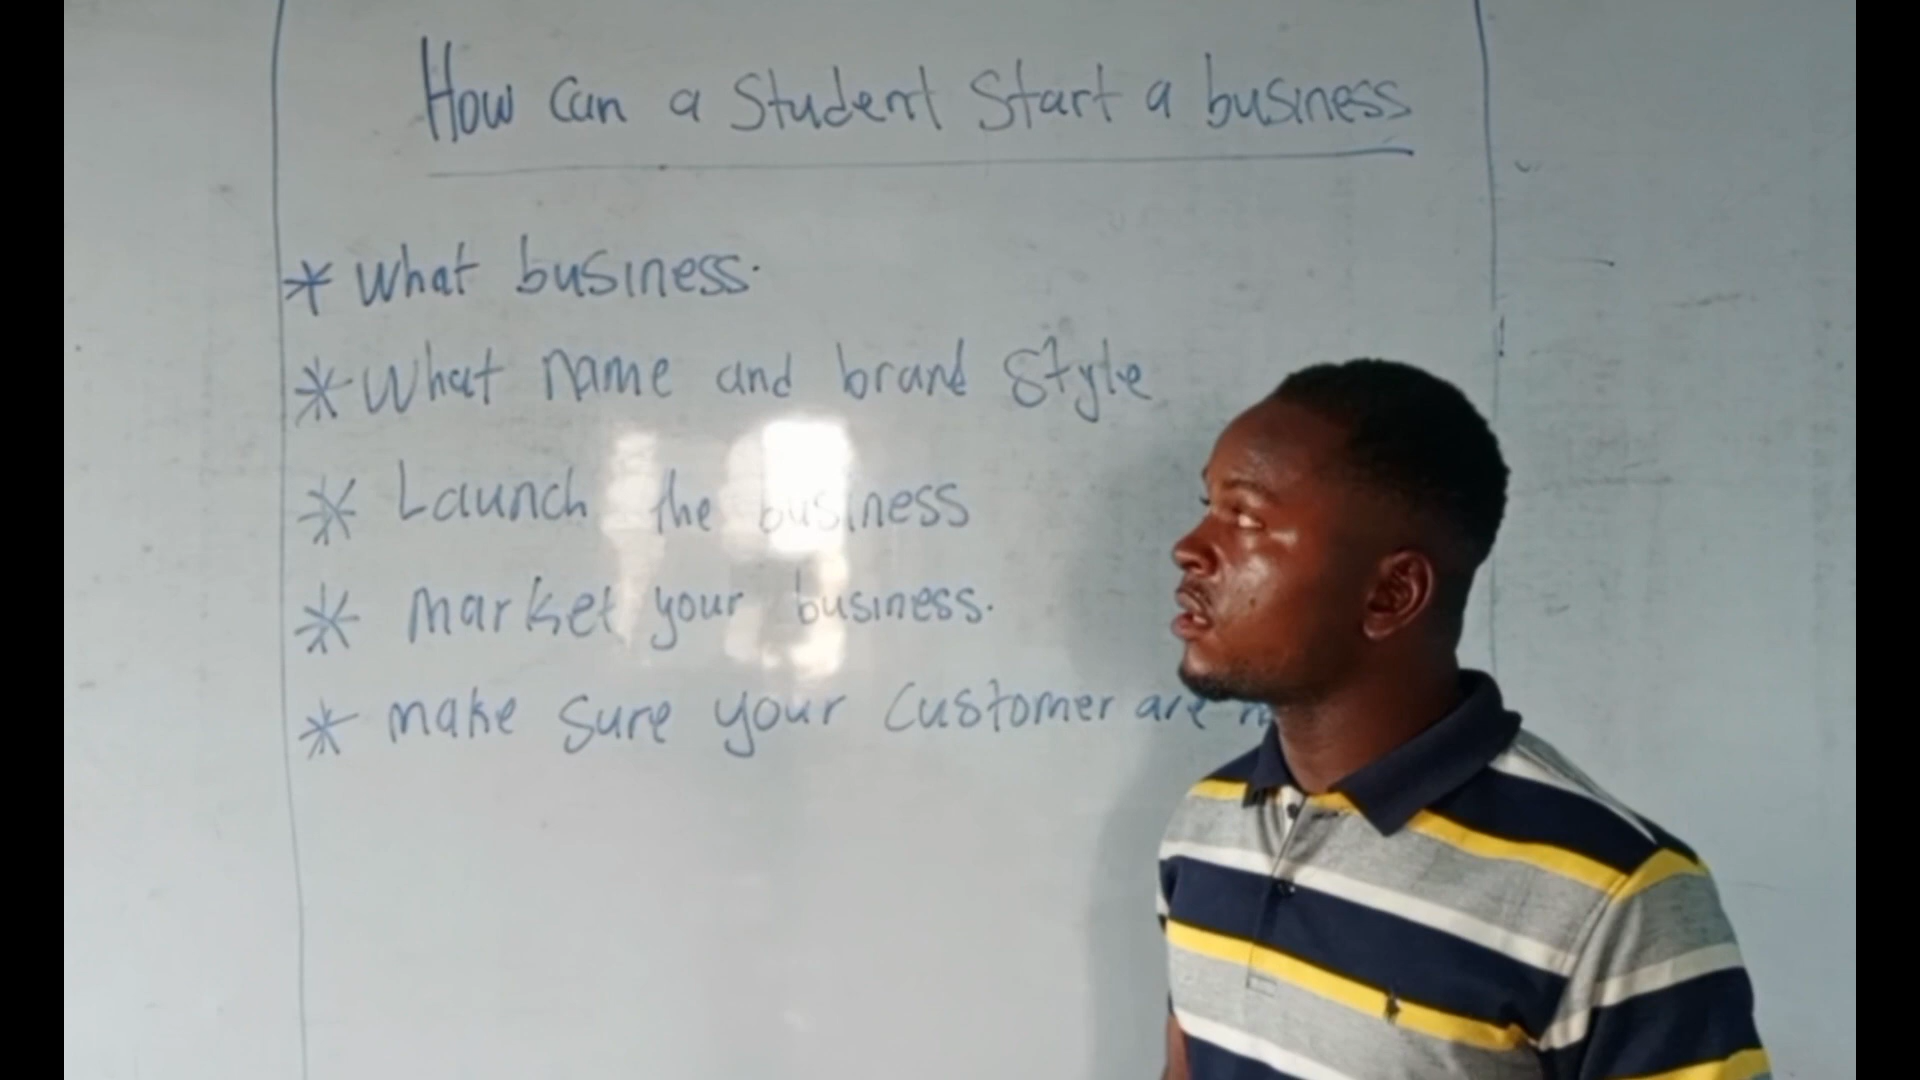 How can a Student Start a business
* What business.
* What name and brand Style
* Launch the business
* market your business.
* make sure your Customer are